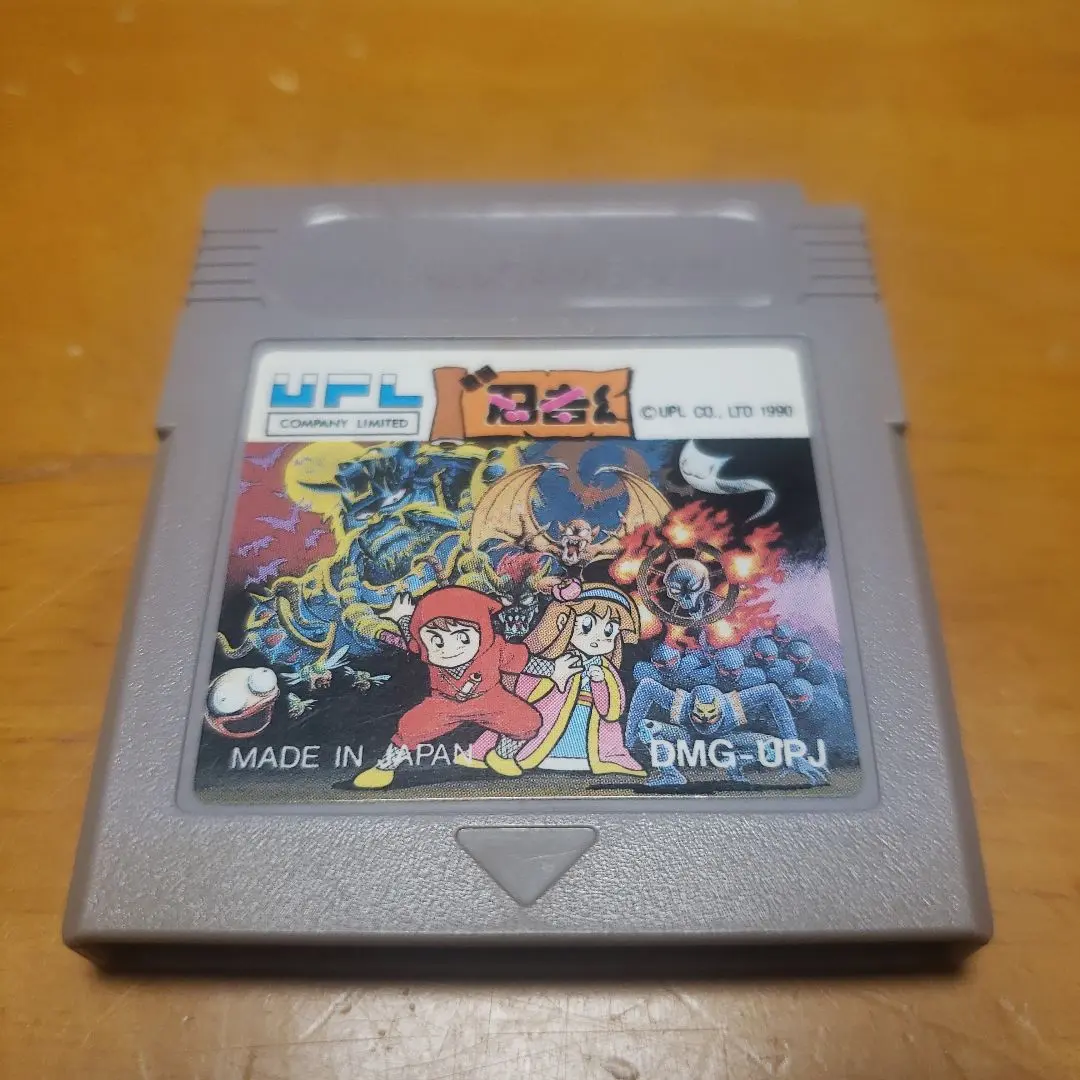 UPL
COMPANY LIMITED
忍者くん
©UPL CO., LTD 1990
MADE IN JAPAN
DMG-UPJ